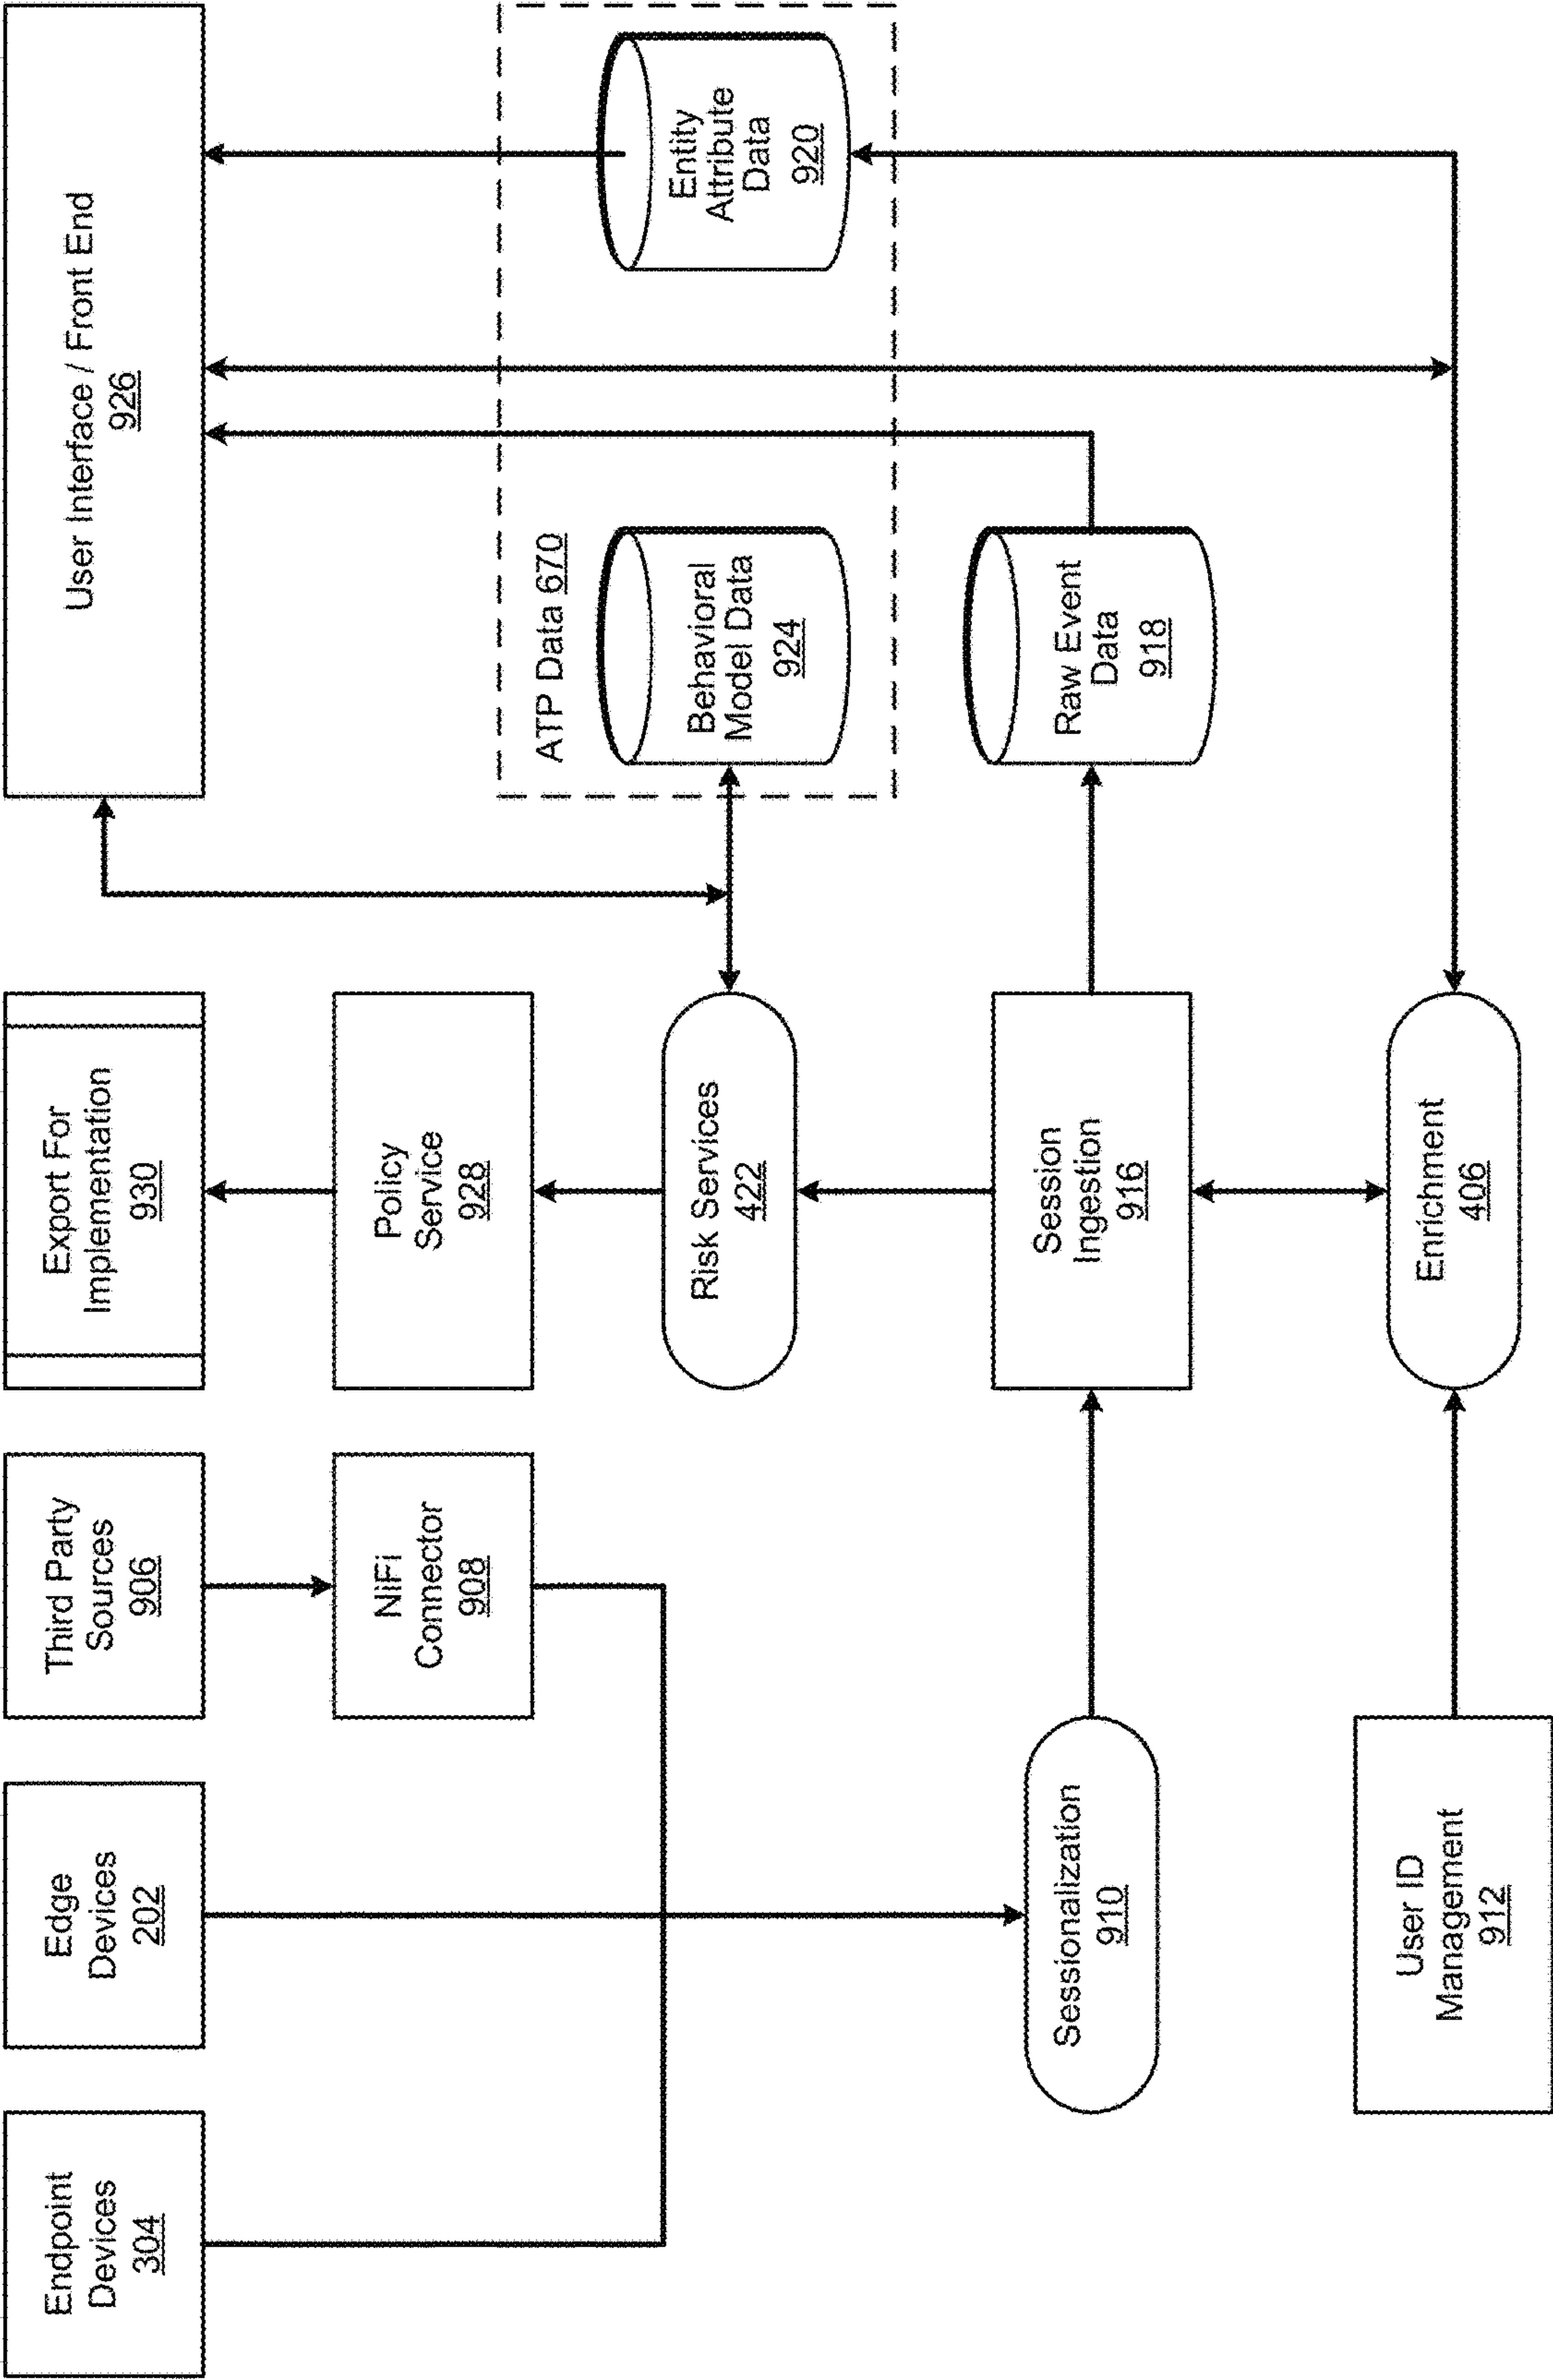 Endpoint
Devices
304
Edge
Devices
202
Third Party
Sources
906
Export For
Implementation
930
User Interface / Front End
926
NiFi
Connector
908
Policy
Service
928
ATP Data 670
Risk Services
422
Behavioral
Model Data
924
Entity
Attribute
Data
920
Sessionalization
910
Session
Ingestion
916
Raw Event
Data
918
User ID
Management
912
Enrichment
406